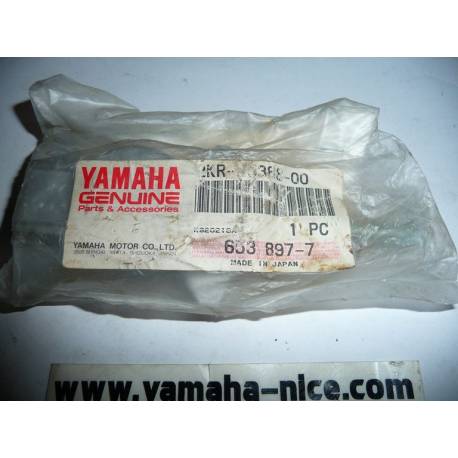 YAMAHA
GENUINE
Parts & Accessories
1 PC
653 897-7
YAMAHA MOTOR CO., LTD.
MADE IN JAPAN
www.yamaha-nice.com